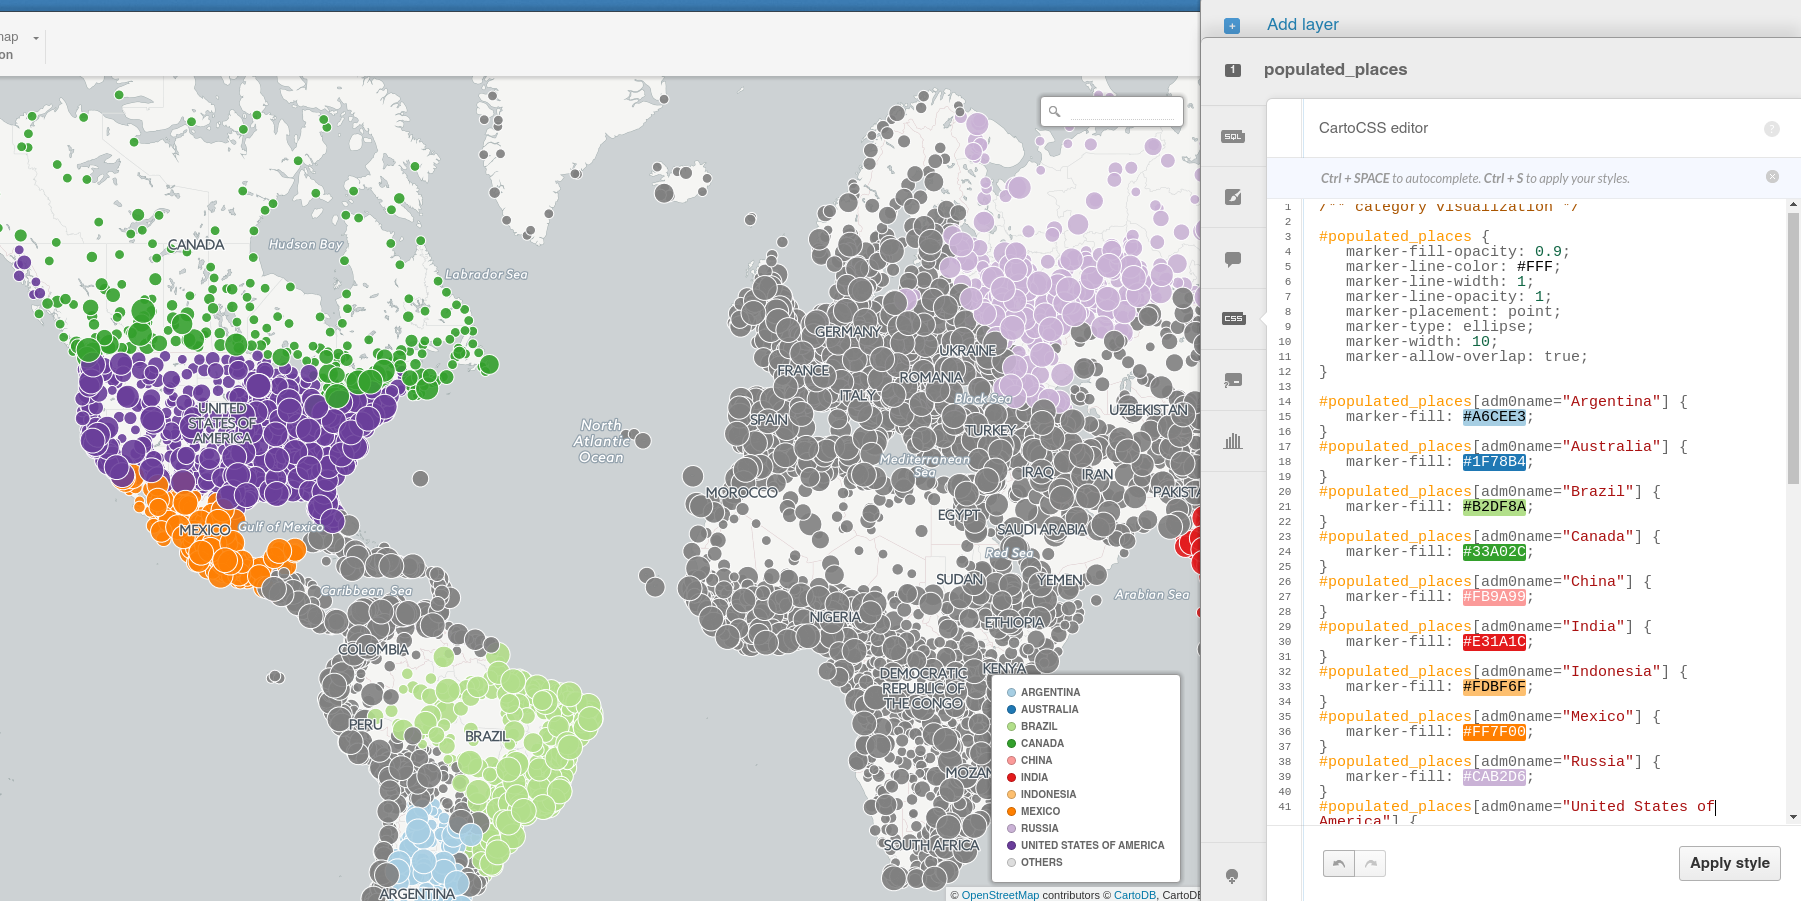 Add layer
on
1
populated_places
SQL
CSS
CartoCSS editor
?
Ctrl + SPACE to autocomplete. Ctrl + S to apply your styles.
1 /** category visualization */
2
3 #populated_places {
4 marker-fill-opacity: 0.9;
5 marker-line-color: #FFF;
6 marker-line-width: 1;
7 marker-line-opacity: 1;
8 marker-placement: point;
9 marker-type: ellipse;
10 marker-width: 10;
11 marker-allow-overlap: true;
12 }
13
14 #populated_places[adm0name="Argentina"] {
15 marker-fill: #A6CEE3;
16 }
17 #populated_places[adm0name="Australia"] {
18 marker-fill: #1F78B4;
19 }
20 #populated_places[adm0name="Brazil"] {
21 marker-fill: #B2DF8A;
22 }
23 #populated_places[adm0name="Canada"] {
24 marker-fill: #33A02C;
25 }
26 #populated_places[adm0name="China"] {
27 marker-fill: #FB9A99;
28 }
29 #populated_places[adm0name="India"] {
30 marker-fill: #E31A1C;
31 }
32 #populated_places[adm0name="Indonesia"] {
33 marker-fill: #FDBF6F;
34 }
35 #populated_places[adm0name="Mexico"] {
36 marker-fill: #FF7F00;
37 }
38 #populated_places[adm0name="Russia"] {
39 marker-fill: #CAB2D6;
40 }
41 #populated_places[adm0name="United States of
America"] {
Apply style
CANADA
Hudson Bay
Labrador Sea
UNITED
STATES OF
AMERICA
MEXICO
Gulf of Mexico
Caribbean Sea
North
Atlantic
Ocean
COLOMBIA
PERU
BRAZIL
ARGENTINA
GERMANY
UKRAINE
FRANCE
ROMANIA
ITALY
Black Sea
UZBEKISTAN
SPAIN
TURKEY
Mediterranean
Sea
IRAQ
IRAN
MOROCCO
PAKISTA
EGYPT
SAUDI ARABIA
Red Sea
SUDAN
YEMEN
Arabian Sea
NIGERIA
ETHIOPIA
KENYA
DEMOCRATIC
REPUBLIC OF
THE CONGO
MOZAM
SOUTH AFRICA
ARGENTINA
AUSTRALIA
BRAZIL
CANADA
CHINA
INDIA
INDONESIA
MEXICO
RUSSIA
UNITED STATES OF AMERICA
OTHERS
© OpenStreetMap contributors © CartoDB, CartoDB